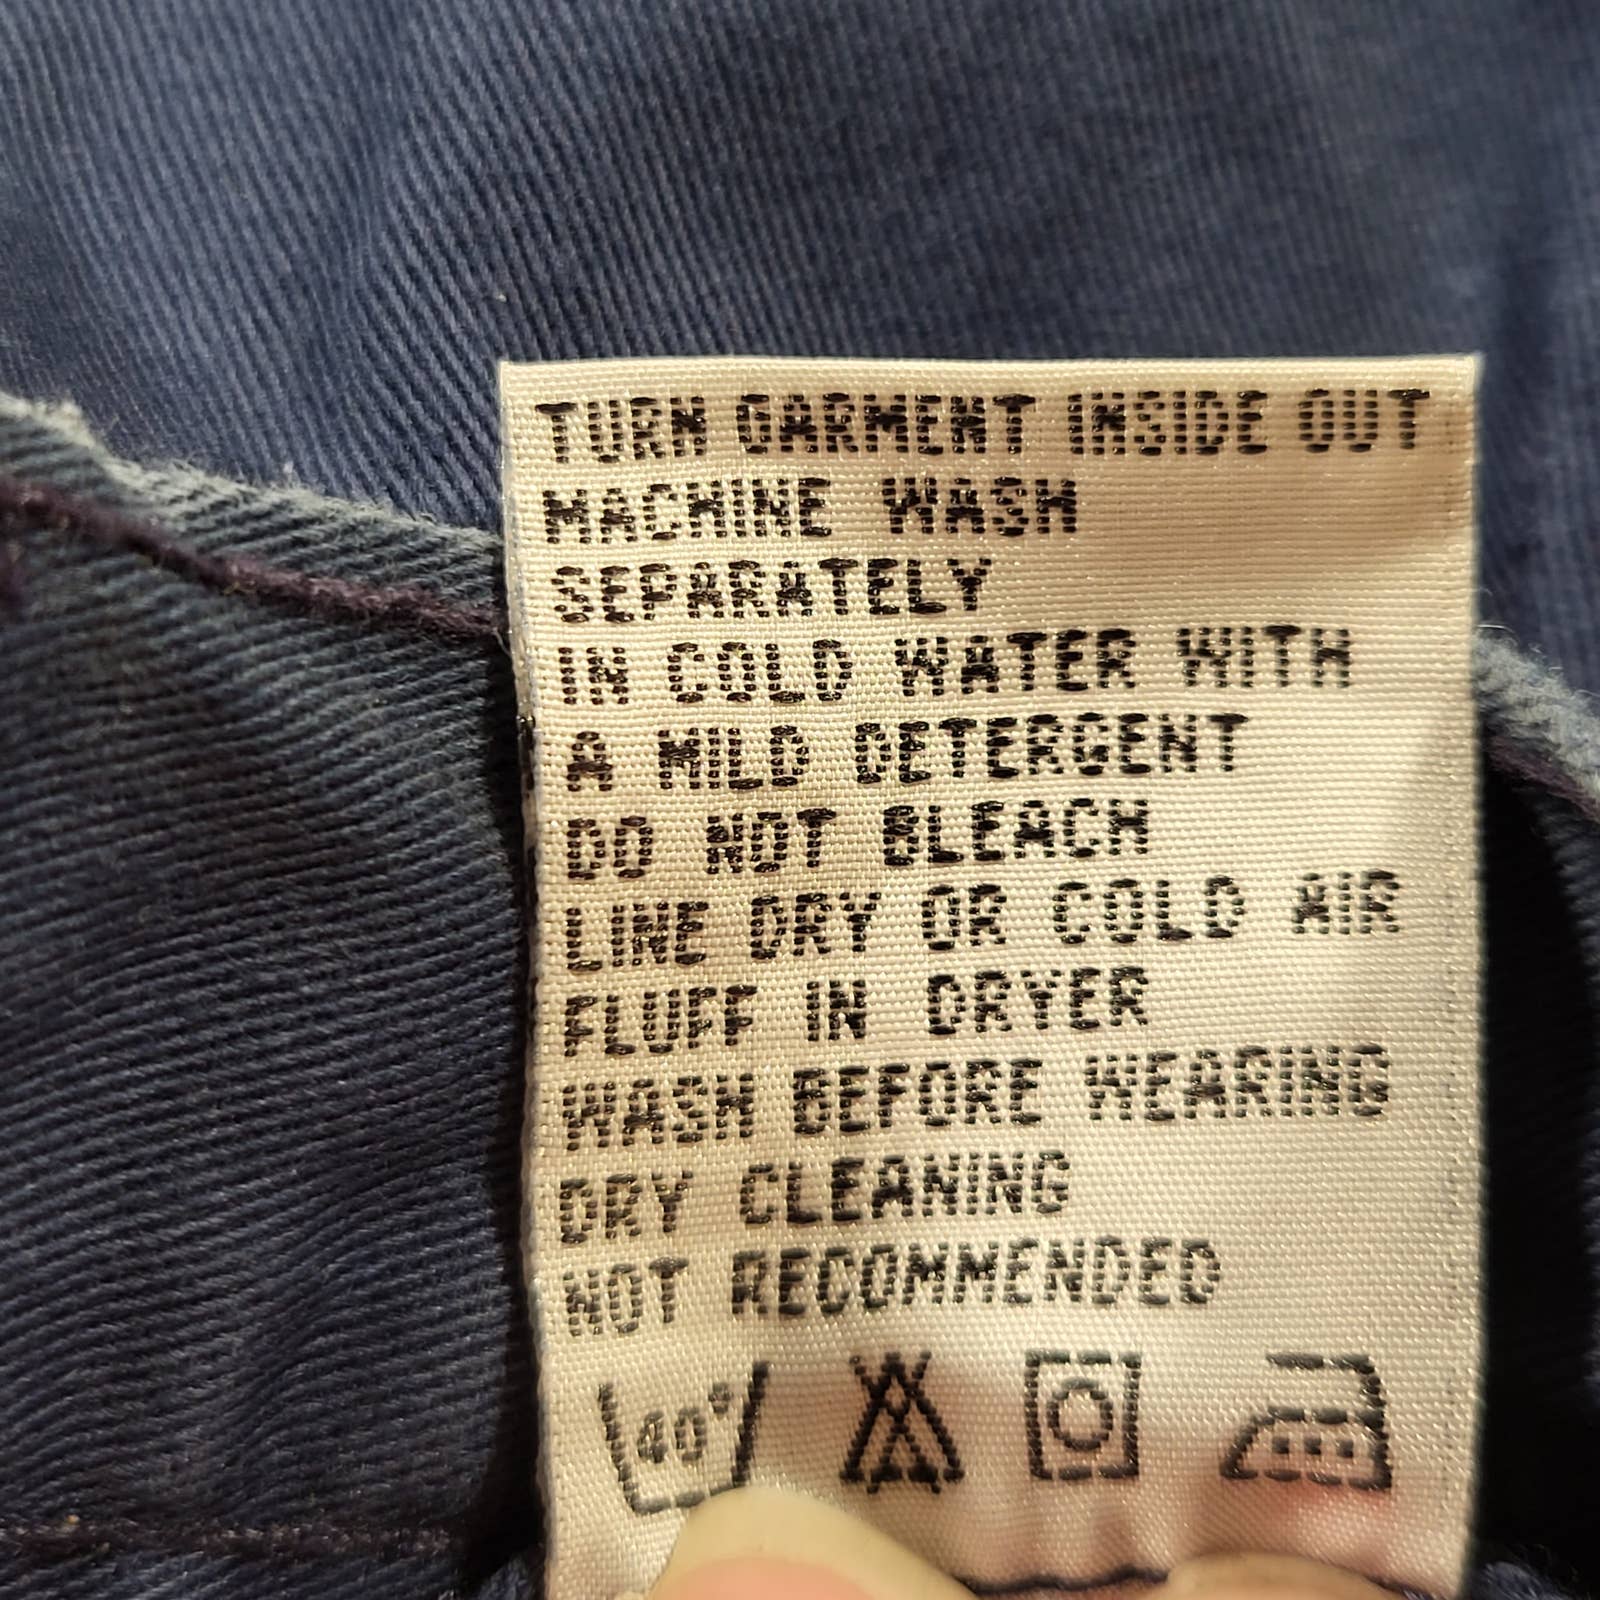 TURN GARMENT INSIDE OUT
MACHINE WASH
SEPARATELY
IN COLD WATER WITH
A MILD DETERGENT
DO NOT BLEACH
LINE DRY OR COLD AIR
FLUFF IN DRYER
WASH BEFORE WEARING
DRY CLEANING
NOT RECOMMENDED
40°